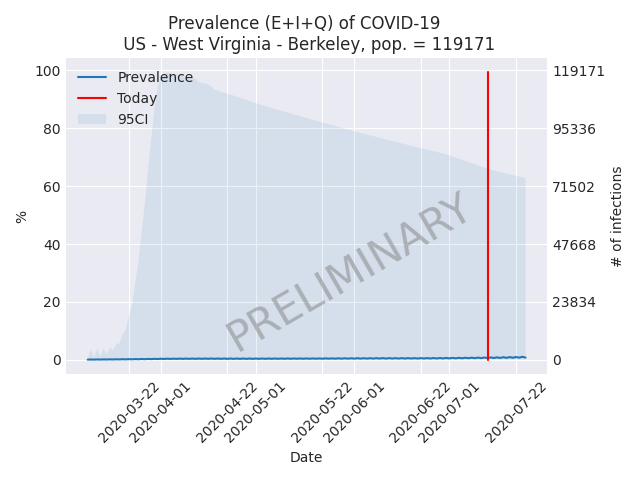 Prevalence (E+I+Q) of COVID-19
US - West Virginia - Berkeley, pop. = 119171
Prevalence
Today
95CI
PRELIMINARY
%
100
80
60
40
20
0
119171
95336
71502
47668
23834
0
# of infections
2020-03-22
2020-04-01
2020-04-22
2020-05-01
2020-05-22
2020-06-01
2020-06-22
2020-07-01
2020-07-22
Date